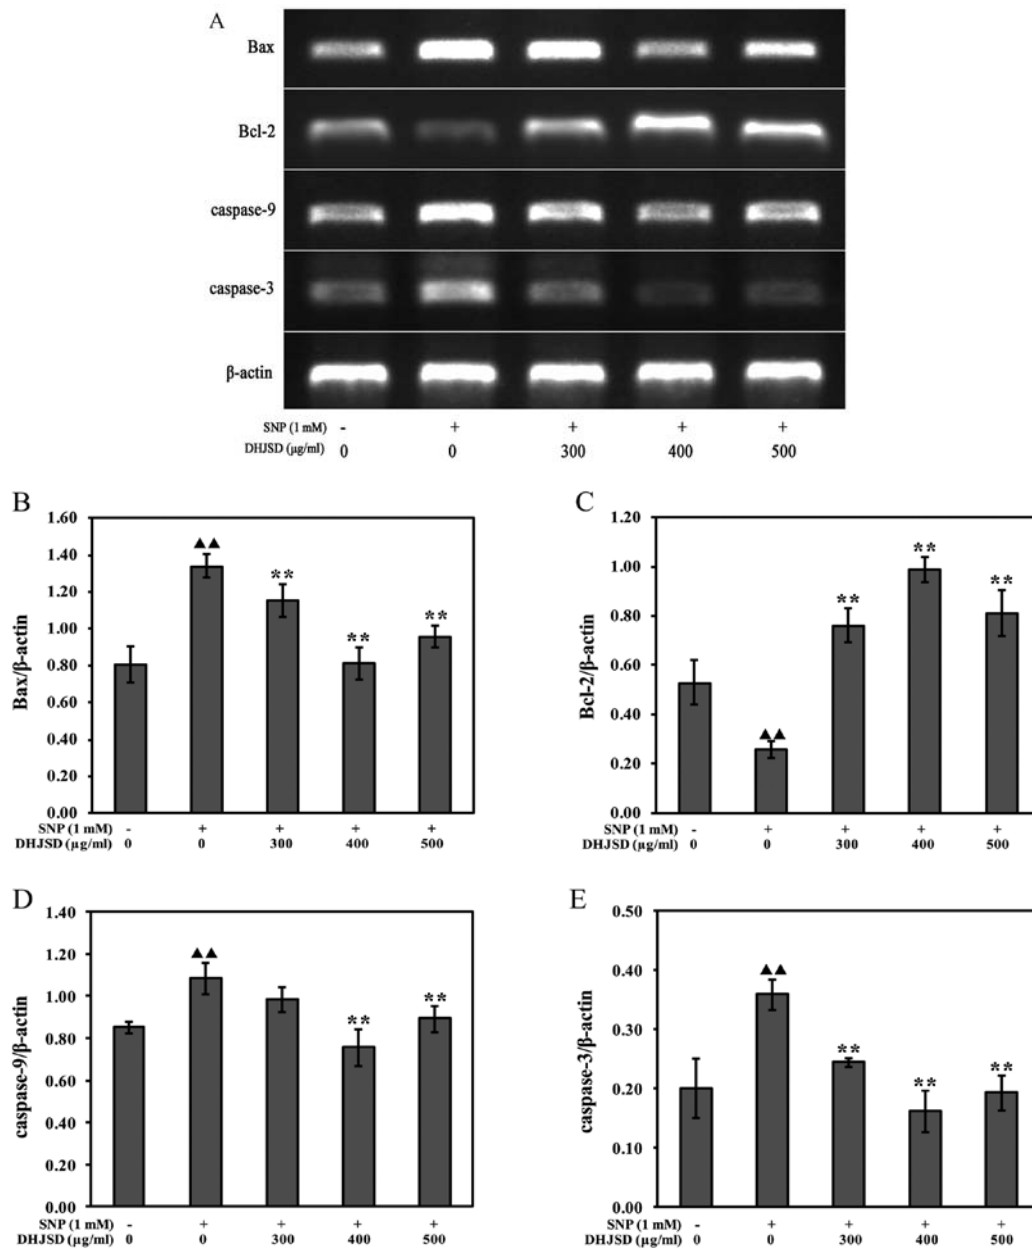 A
Bax
Bcl-2
caspase-9
caspase-3
β-actin
SNP (1 mM) - + + + +
DHJSD (μg/ml) 0 0 300 400 500
B
Bax/β-actin
1.60
1.40
1.20
1.00
0.80
0.60
0.40
0.20
0.00
▲▲
**
**
**
SNP (1 mM) - + + + +
DHJSD (μg/ml) 0 0 300 400 500
C
Bcl-2/β-actin
1.20
1.00
0.80
0.60
0.40
0.20
0.00
▲▲
**
**
**
SNP (1 mM) - + + + +
DHJSD (μg/ml) 0 0 300 400 500
D
caspase-9/β-actin
1.40
1.20
1.00
0.80
0.60
0.40
0.20
0.00
▲▲
**
**
SNP (1 mM) - + + + +
DHJSD (μg/ml) 0 0 300 400 500
E
caspase-3/β-actin
0.50
0.40
0.30
0.20
0.10
0.00
▲▲
**
**
**
SNP (1 mM) - + + + +
DHJSD (μg/ml) 0 0 300 400 500